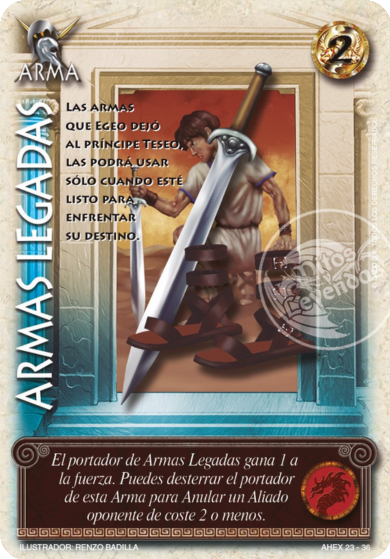 ARMA
2
ARMAS LEGADAS
LAS ARMAS
QUE EGEO DEJÓ
AL PRÍNCIPE TESEO,
LAS PODRÁ USAR
SÓLO CUANDO ESTÉ
LISTO PARA
ENFRENTAR
SU DESTINO.
mitos
y
leyendas
El portador de Armas Legadas gana 1 a
la fuerza. Puedes desterrar el portador
de esta Arma para Anular un Aliado
oponente de coste 2 o menos.
ILUSTRADOR: RENZO BADILLA
AHEX 23 - 36